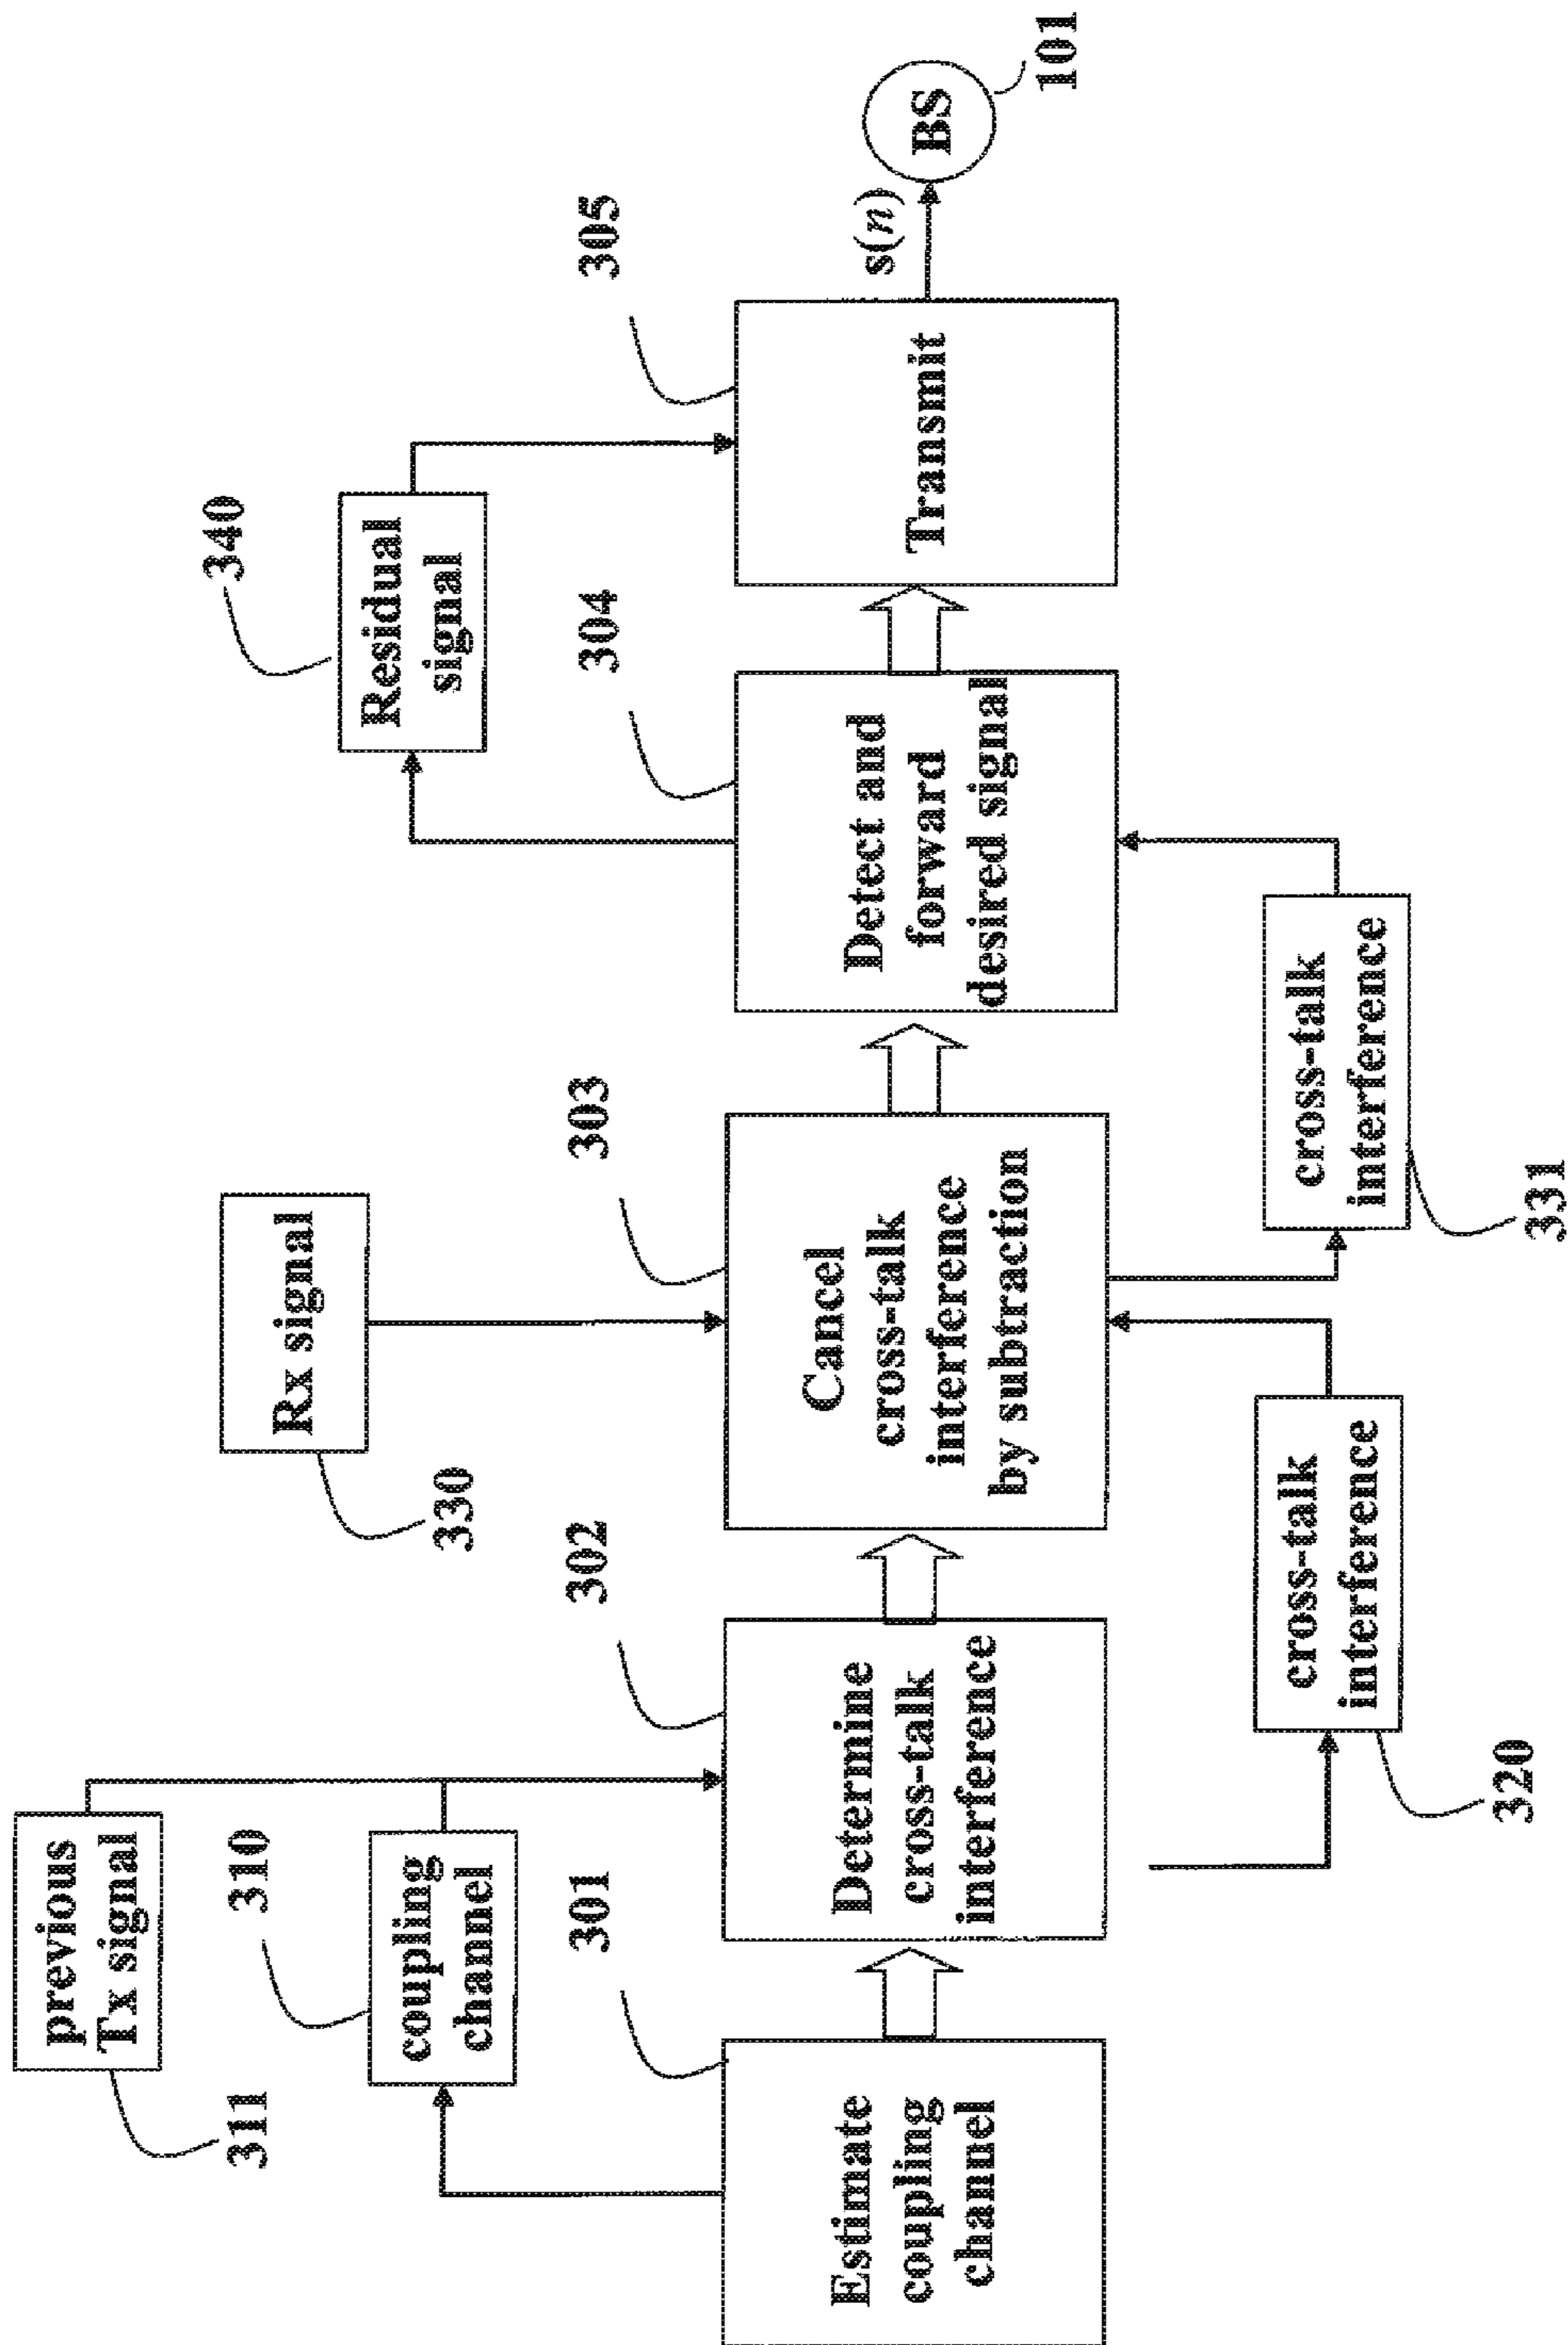 previous
Tx signal
311
coupling
channel
310
Estimate
coupling
channel
301
Determine
cross-talk
interference
302
cross-talk
interference
320
Rx signal
330
Cancel
cross-talk
interference
by subtraction
303
cross-talk
interference
331
Detect and
forward
desired signal
304
Residual
signal
340
Transmit
305
s(n)
BS
101